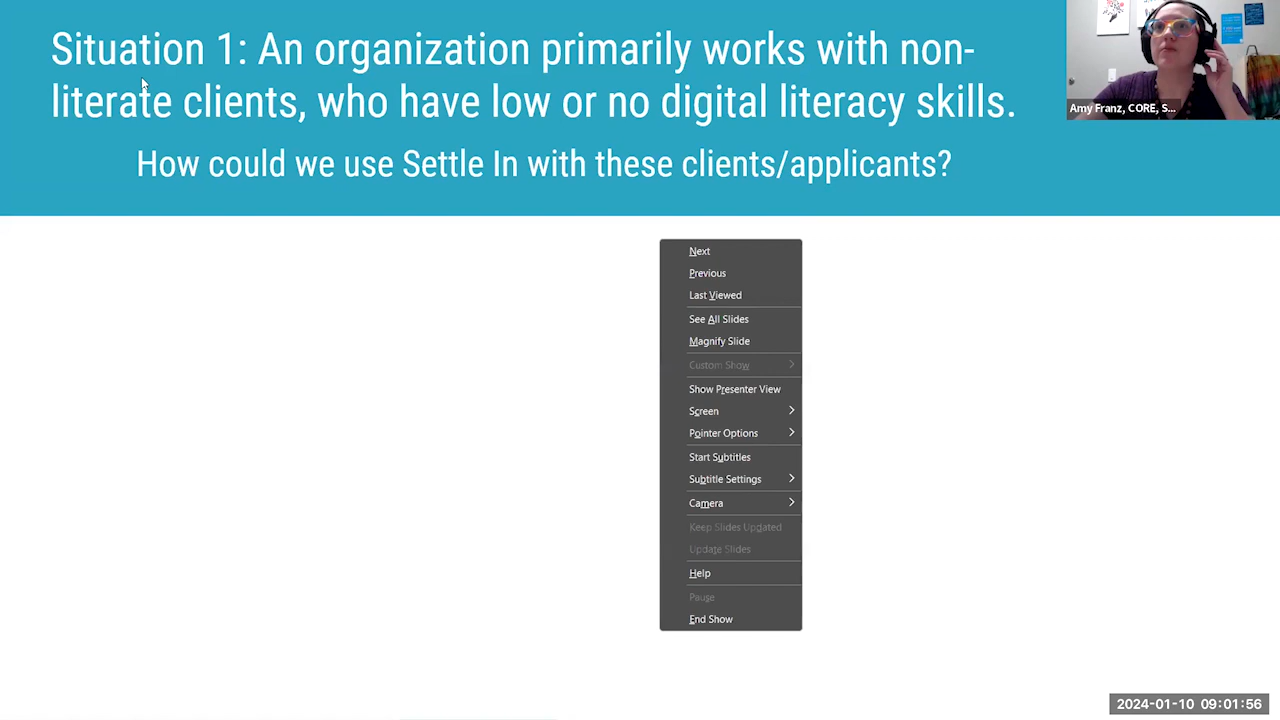 Situation 1: An organization primarily works with non-
literate clients, who have low or no digital literacy skills.
How could we use Settle In with these clients/applicants?
Amy Franz, CORE, S...
Next
Previous
Last Viewed
See All Slides
Magnify Slide
Custom Show
Show Presenter View
Screen
Pointer Options
Start Subtitles
Subtitle Settings
Camera
Keep Slides Updated
Update Slides
Help
Pause
End Show
2024-01-10 09:01:56